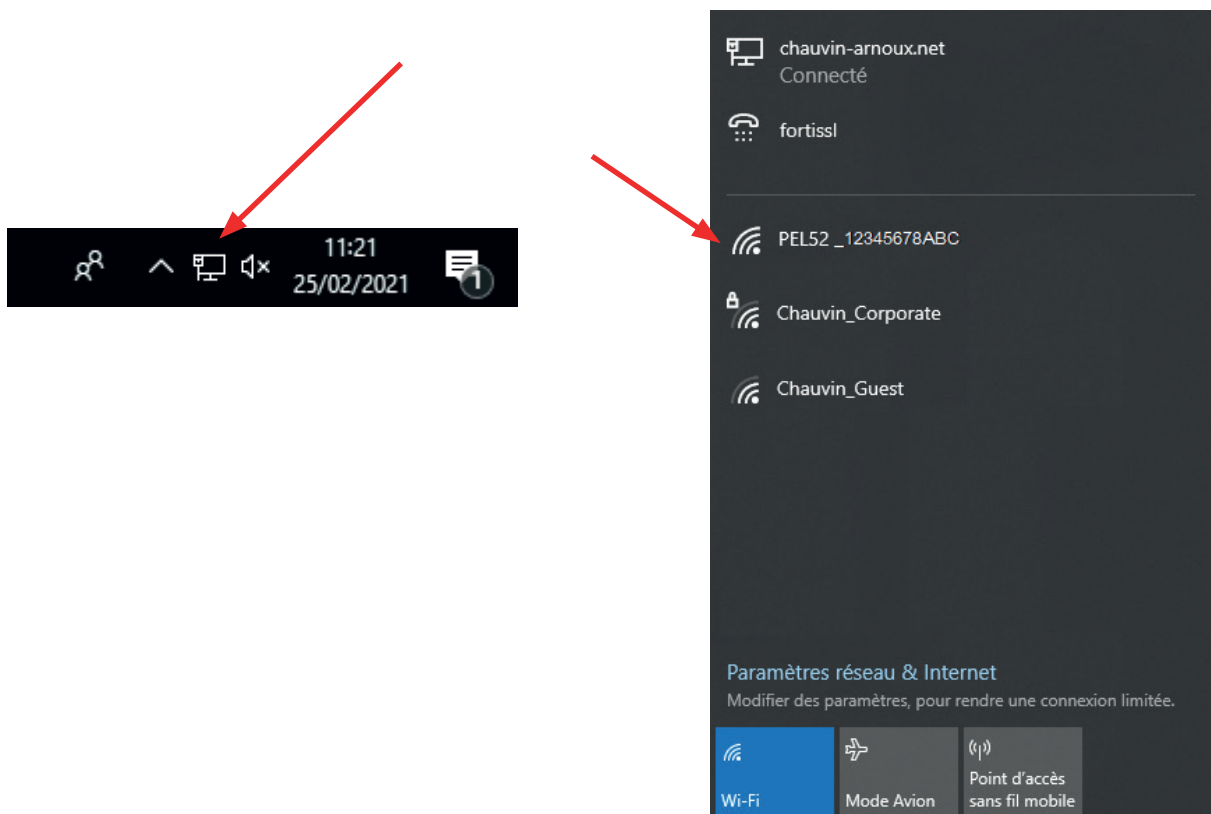 11:21
25/02/2021
1
chauvin-arnoux.net
Connecté
fortissl
PEL52 _12345678ABC
Chauvin_Corporate
Chauvin_Guest
Paramètres réseau & Internet
Modifier des paramètres, pour rendre une connexion limitée.
Wi-Fi
Mode Avion
Point d'accès
sans fil mobile